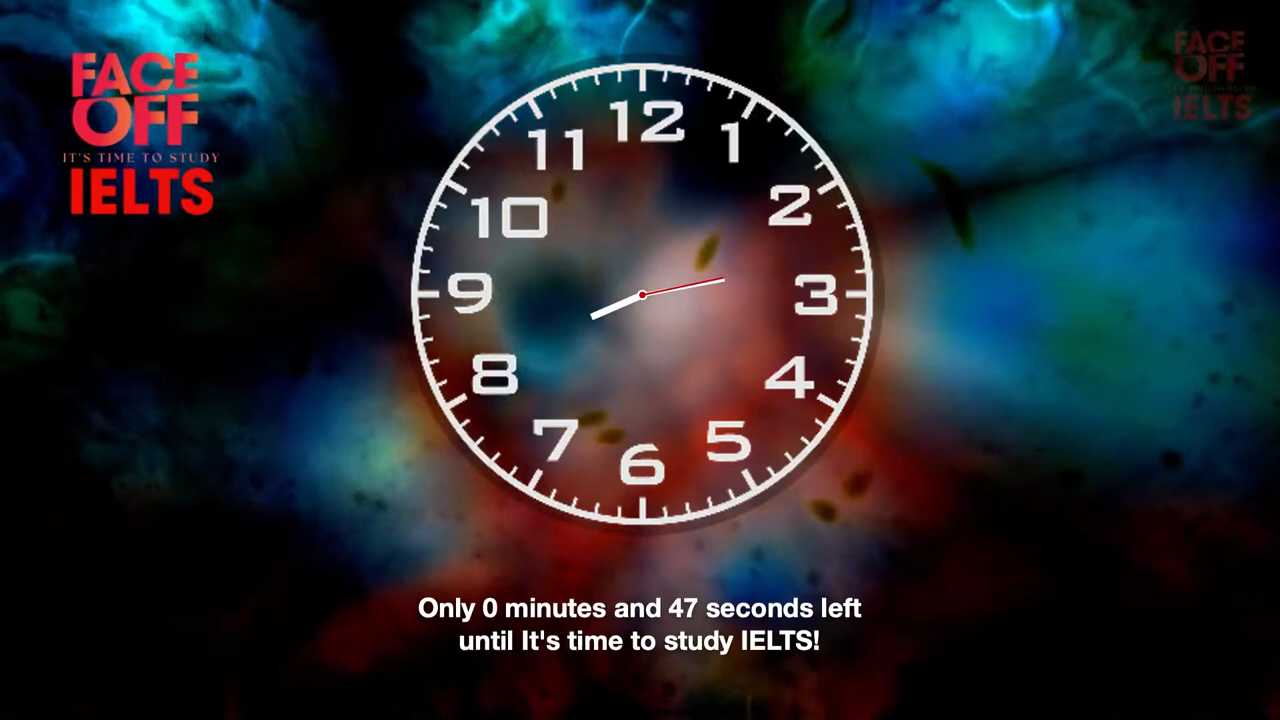 FACE
OFF
IT'S TIME TO STUDY
IELTS
FACE
OFF
IELTS
12
1
2
3
4
5
6
7
8
9
10
11
Only 0 minutes and 47 seconds left
until It's time to study IELTS!